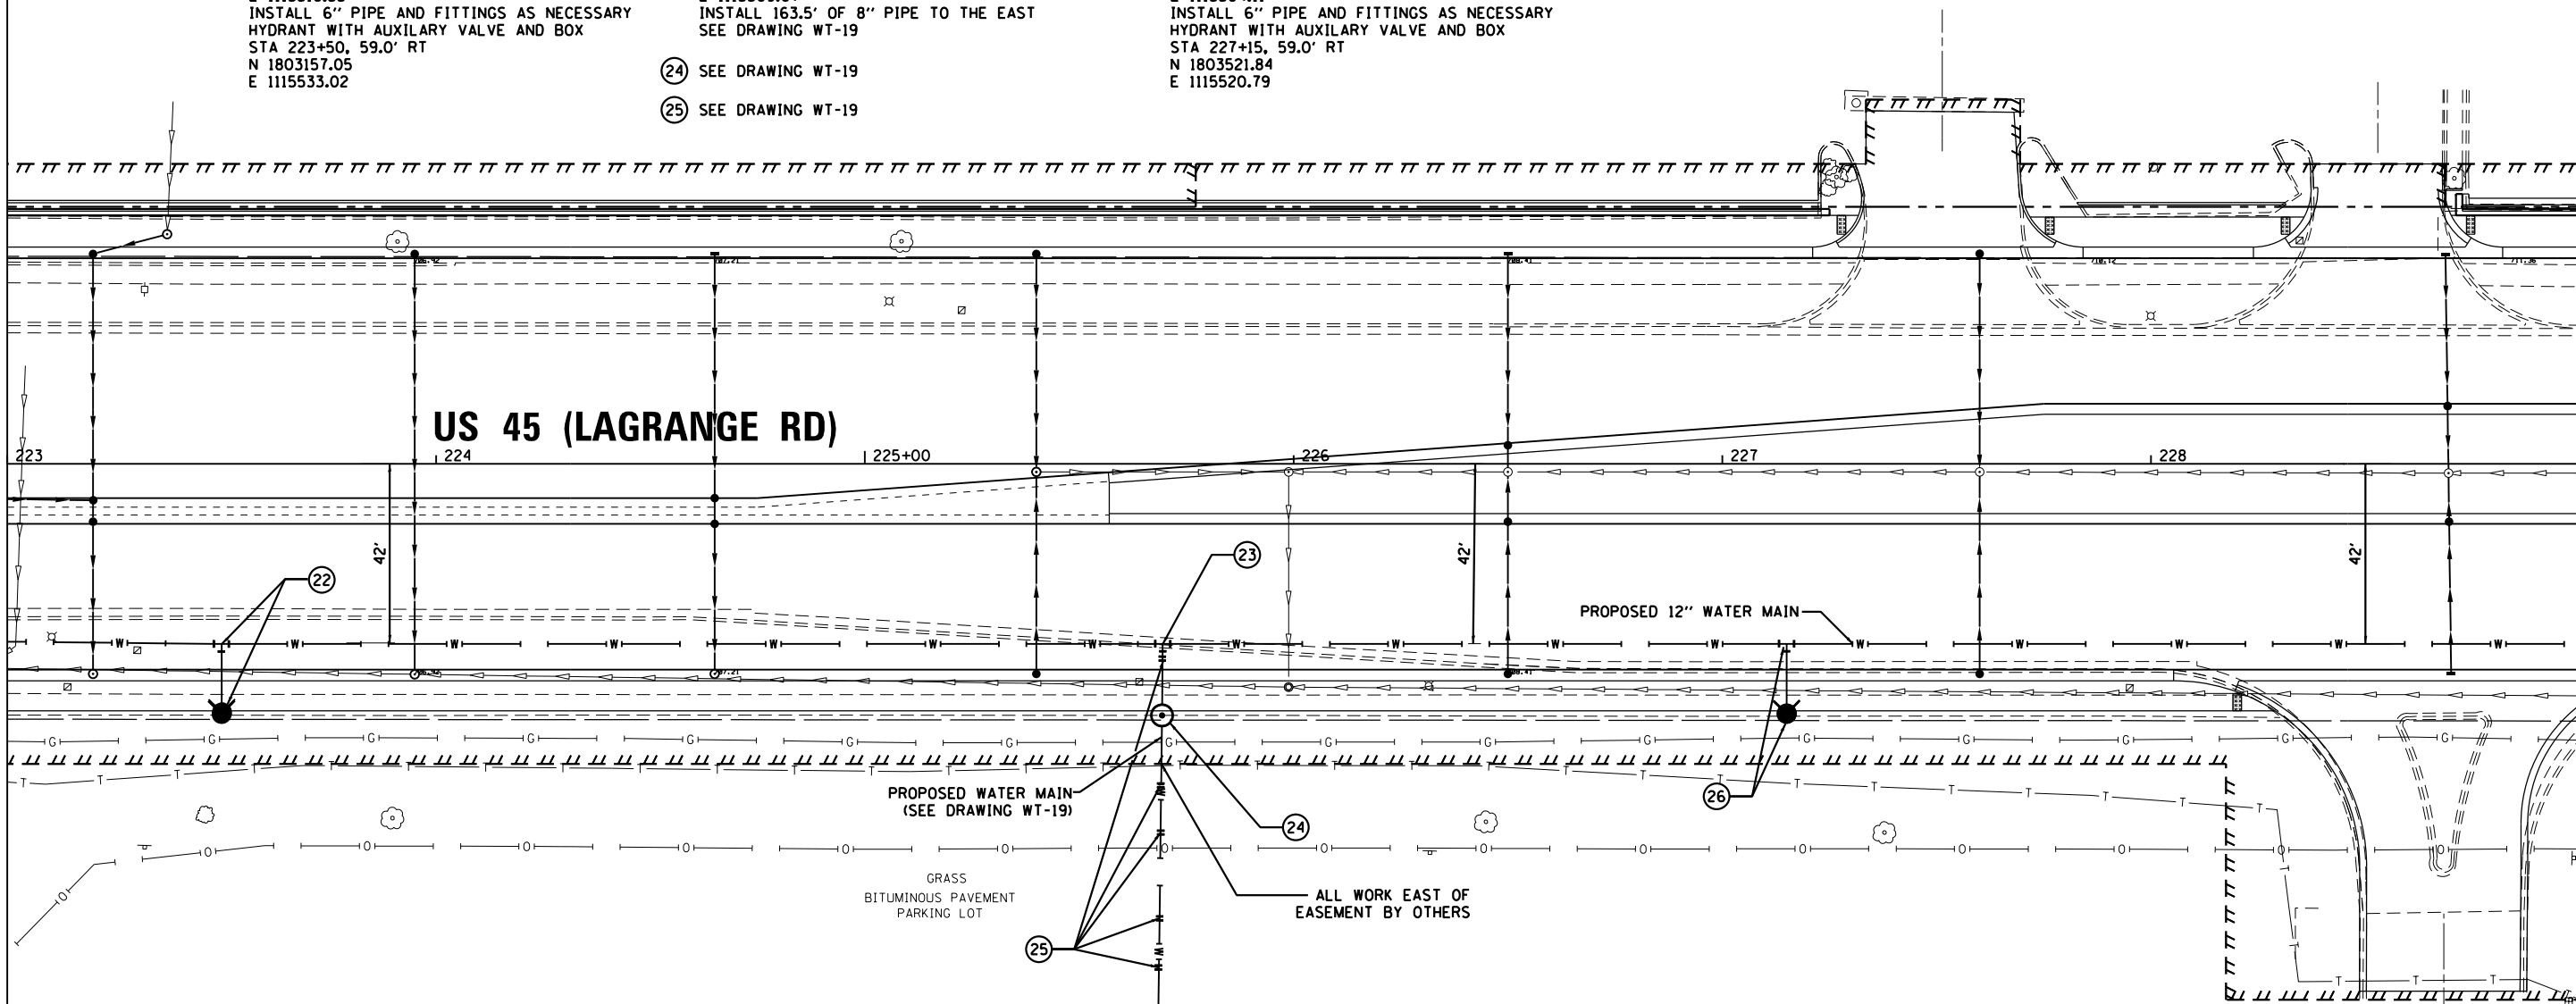 INSTALL 6" PIPE AND FITTINGS AS NECESSARY
HYDRANT WITH AUXILARY VALVE AND BOX
STA 223+50, 59.0' RT
N 1803157.05
E 1115533.02
INSTALL 163.5' OF 8" PIPE TO THE EAST
SEE DRAWING WT-19
24 SEE DRAWING WT-19
25 SEE DRAWING WT-19
INSTALL 6" PIPE AND FITTINGS AS NECESSARY
HYDRANT WITH AUXILARY VALVE AND BOX
STA 227+15, 59.0' RT
N 1803521.84
E 1115520.79
US 45 (LAGRANGE RD)
223
224
225+00
226
227
228
42'
42'
42'
22
23
PROPOSED 12" WATER MAIN
W W W W W W W W W W W W W W W W
G G G G G G G G G G G G G G G G
PROPOSED WATER MAIN
(SEE DRAWING WT-19)
24
26
GRASS
BITUMINOUS PAVEMENT
PARKING LOT
ALL WORK EAST OF
EASEMENT BY OTHERS
25